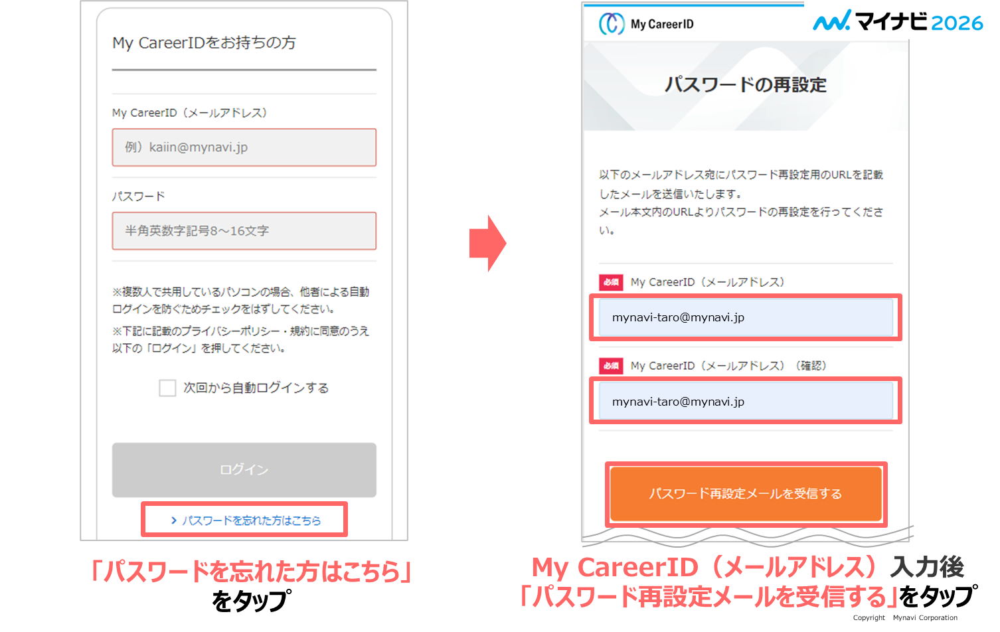 My CareerIDをお持ちの方
My CareerID（メールアドレス）
例）kaiin@mynavi.jp
パスワード
半角英数字記号8～16文字
※複数人で共用しているパソコンの場合、他者による自動
ログインを防ぐためチェックをはずしてください。
※下記に記載のプライバシーポリシー・規約に同意のうえ
以下の「ログイン」を押してください。
次回から自動ログインする
ログイン
> パスワードを忘れた方はこちら
「パスワードを忘れた方はこちら」
をタップ
My CareerID
マイナビ2026
パスワードの再設定
以下のメールアドレス宛にパスワード再設定用のURLを記載
したメールを送信いたします。
メール本文内のURLよりパスワードの再設定を行ってくださ
い。
必須 My CareerID（メールアドレス）
mynavi-taro@mynavi.jp
必須 My CareerID（メールアドレス）（確認）
mynavi-taro@mynavi.jp
パスワード再設定メールを受信する
My CareerID（メールアドレス）入力後
「パスワード再設定メールを受信する」をタップ
Copyright Mynavi Corporation